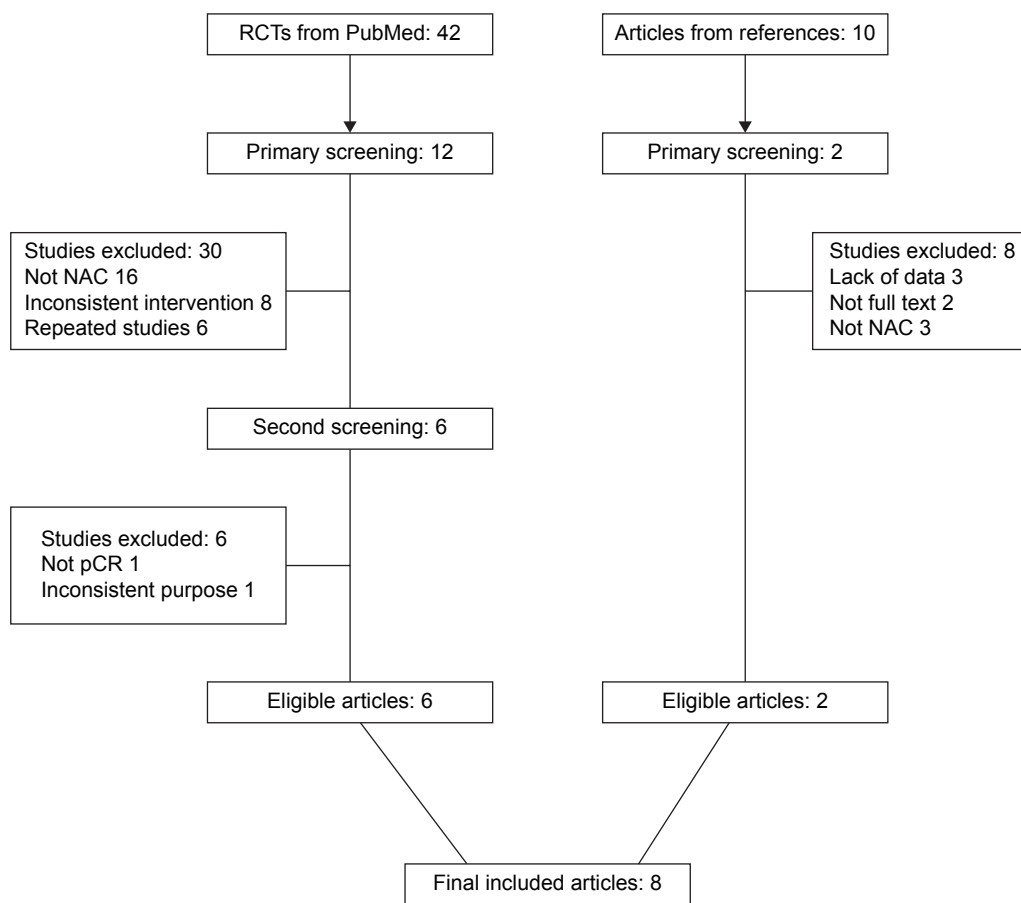 RCTs from PubMed: 42
Articles from references: 10
Primary screening: 12
Primary screening: 2
Studies excluded: 30
Not NAC 16
Inconsistent intervention 8
Repeated studies 6
Studies excluded: 8
Lack of data 3
Not full text 2
Not NAC 3
Second screening: 6
Studies excluded: 6
Not pCR 1
Inconsistent purpose 1
Eligible articles: 6
Eligible articles: 2
Final included articles: 8